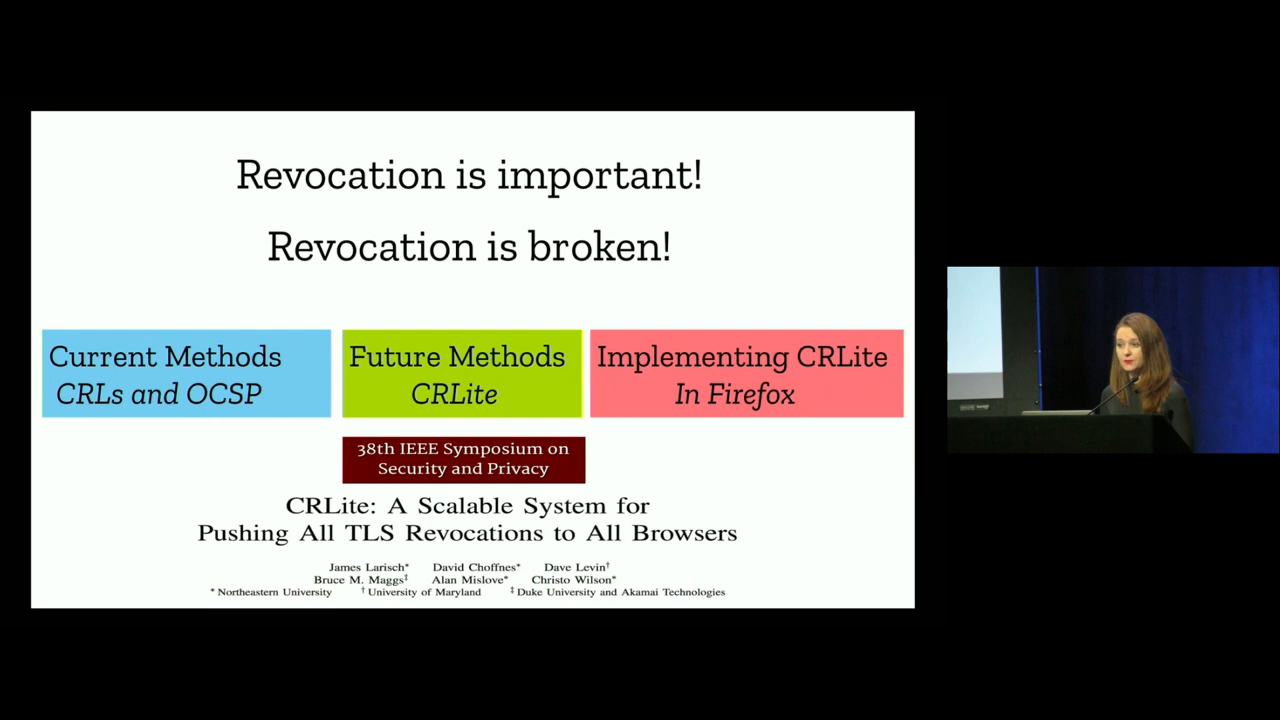 Revocation is important!
Revocation is broken!
Current Methods
CRLs and OCSP
Future Methods
CRLite
Implementing CRLite
In Firefox
38th IEEE Symposium on
Security and Privacy
CRLite: A Scalable System for
Pushing All TLS Revocations to All Browsers
James Larisch* David Choffnes* Dave Levin†
Bruce M. Maggs‡ Alan Mislove* Christo Wilson*
* Northeastern University † University of Maryland ‡ Duke University and Akamai Technologies